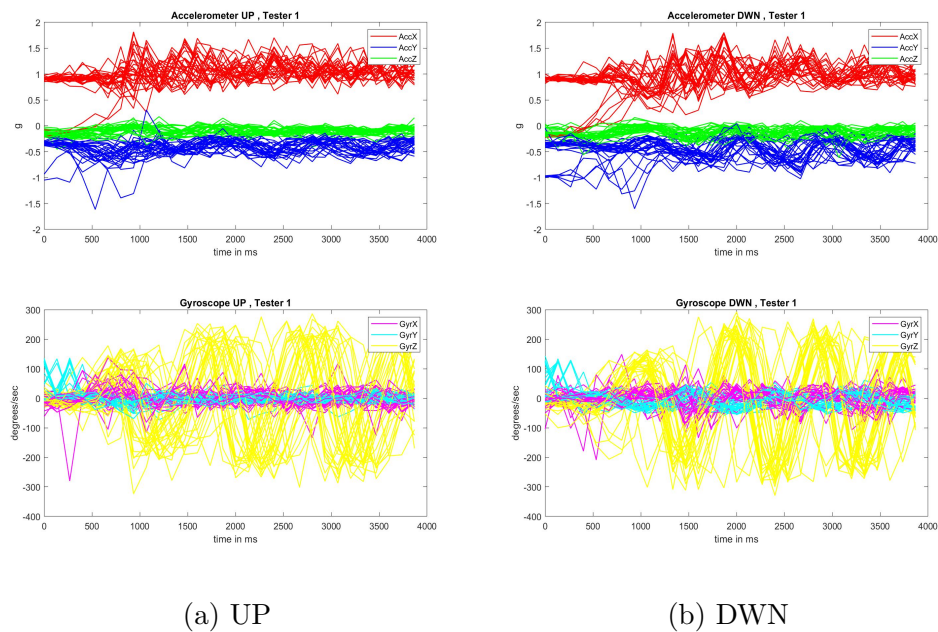 Accelerometer UP , Tester 1
2
1.5
1
0.5
0
-0.5
-1
-1.5
-2
g
AccX
AccY
AccZ
0 500 1000 1500 2000 2500 3000 3500 4000
time in ms
Accelerometer DWN , Tester 1
2
1.5
1
0.5
0
-0.5
-1
-1.5
-2
g
AccX
AccY
AccZ
0 500 1000 1500 2000 2500 3000 3500 4000
time in ms
Gyroscope UP , Tester 1
300
200
100
0
-100
-200
-300
-400
degrees/sec
GyrX
GyrY
GyrZ
0 500 1000 1500 2000 2500 3000 3500 4000
time in ms
Gyroscope DWN , Tester 1
300
200
100
0
-100
-200
-300
-400
degrees/sec
GyrX
GyrY
GyrZ
0 500 1000 1500 2000 2500 3000 3500 4000
time in ms
(a) UP
(b) DWN